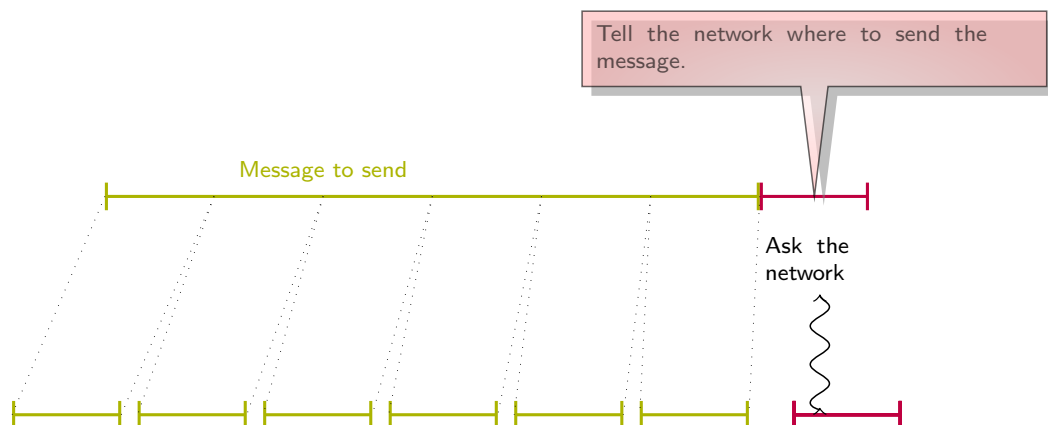 Tell the network where to send the
message.
Message to send
Ask the
network